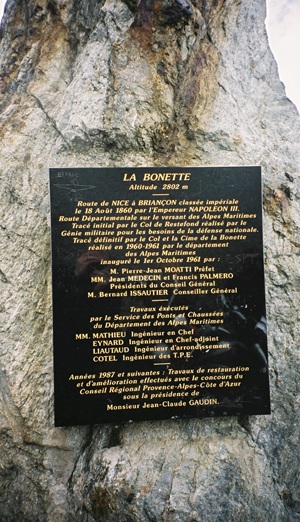 LA BONETTE
Altitude 2802 m
Route de NICE à BRIANÇON classée impériale
le 18 Août 1860 par l'Empereur NAPOLEON III.
Route Départementale sur le versant des Alpes Maritimes
Tracé initial par le Col de Restefond réalisé par le
Génie militaire pour les besoins de la défense nationale.
Tracé définitif par le Col et la Cime de la Bonette
réalisé en 1960-1961 par le département
des Alpes Maritimes
inauguré le 1er Octobre 1961 par :
M. Pierre-Jean MOATTI Préfet
MM. Jean MEDECIN et Francis PALMERO
Présidents du Conseil Général
M. Bernard ISSAUTIER Conseiller Général
Travaux éxécutés
par le Service des Ponts et Chaussées
du Département des Alpes Maritimes
MM. MATHIEU Ingénieur en Chef
EYNARD Ingénieur en Chef-adjoint
LIAUTAUD Ingénieur d'arrondissement
COTEL Ingénieur des T.P.E.
Années 1987 et suivantes : Travaux de restauration
et d'amélioration effectués avec le concours du
Conseil Régional Provence-Alpes-Côte d'Azur
sous la présidence de
Monsieur Jean-Claude GAUDIN.